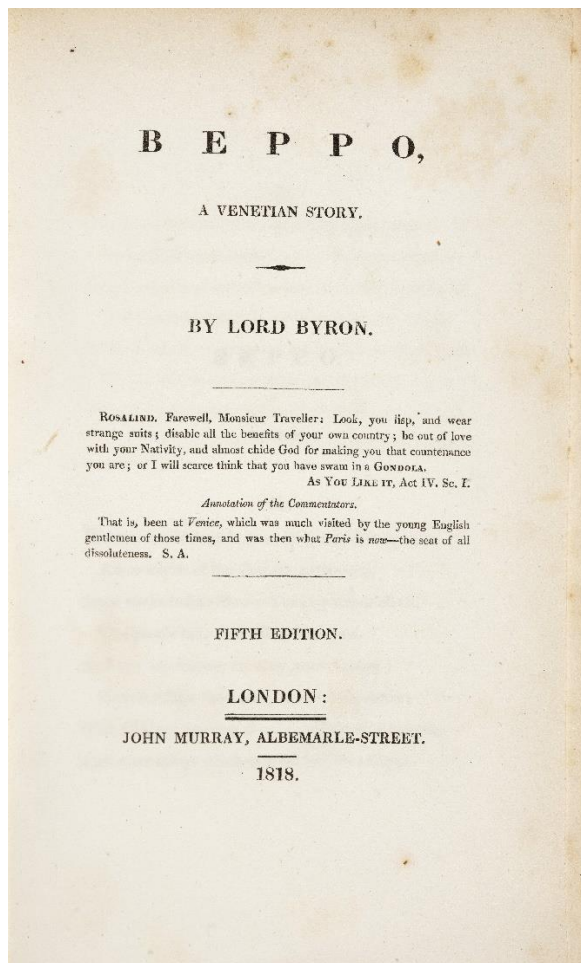 BEPPO,
A VENETIAN STORY.
BY LORD BYRON.
ROSALIND. Farewell, Monsieur Traveller: Look, you lisp, and wear
strange suits; disable all the benefits of your own country; be out of love
with your Nativity, and almost chide God for making you that countenance
you are; or I will scarce think that you have swam in a GONDOLA.
AS YOU LIKE IT, Act IV. Sc. I.
Annotation of the Commentators.
That is, been at Venice, which was much visited by the young English
gentlemen of those times, and was then what Paris is now—the seat of all
dissoluteness. S. A.
FIFTH EDITION.
LONDON:
JOHN MURRAY, ALBEMARLE-STREET.
1818.